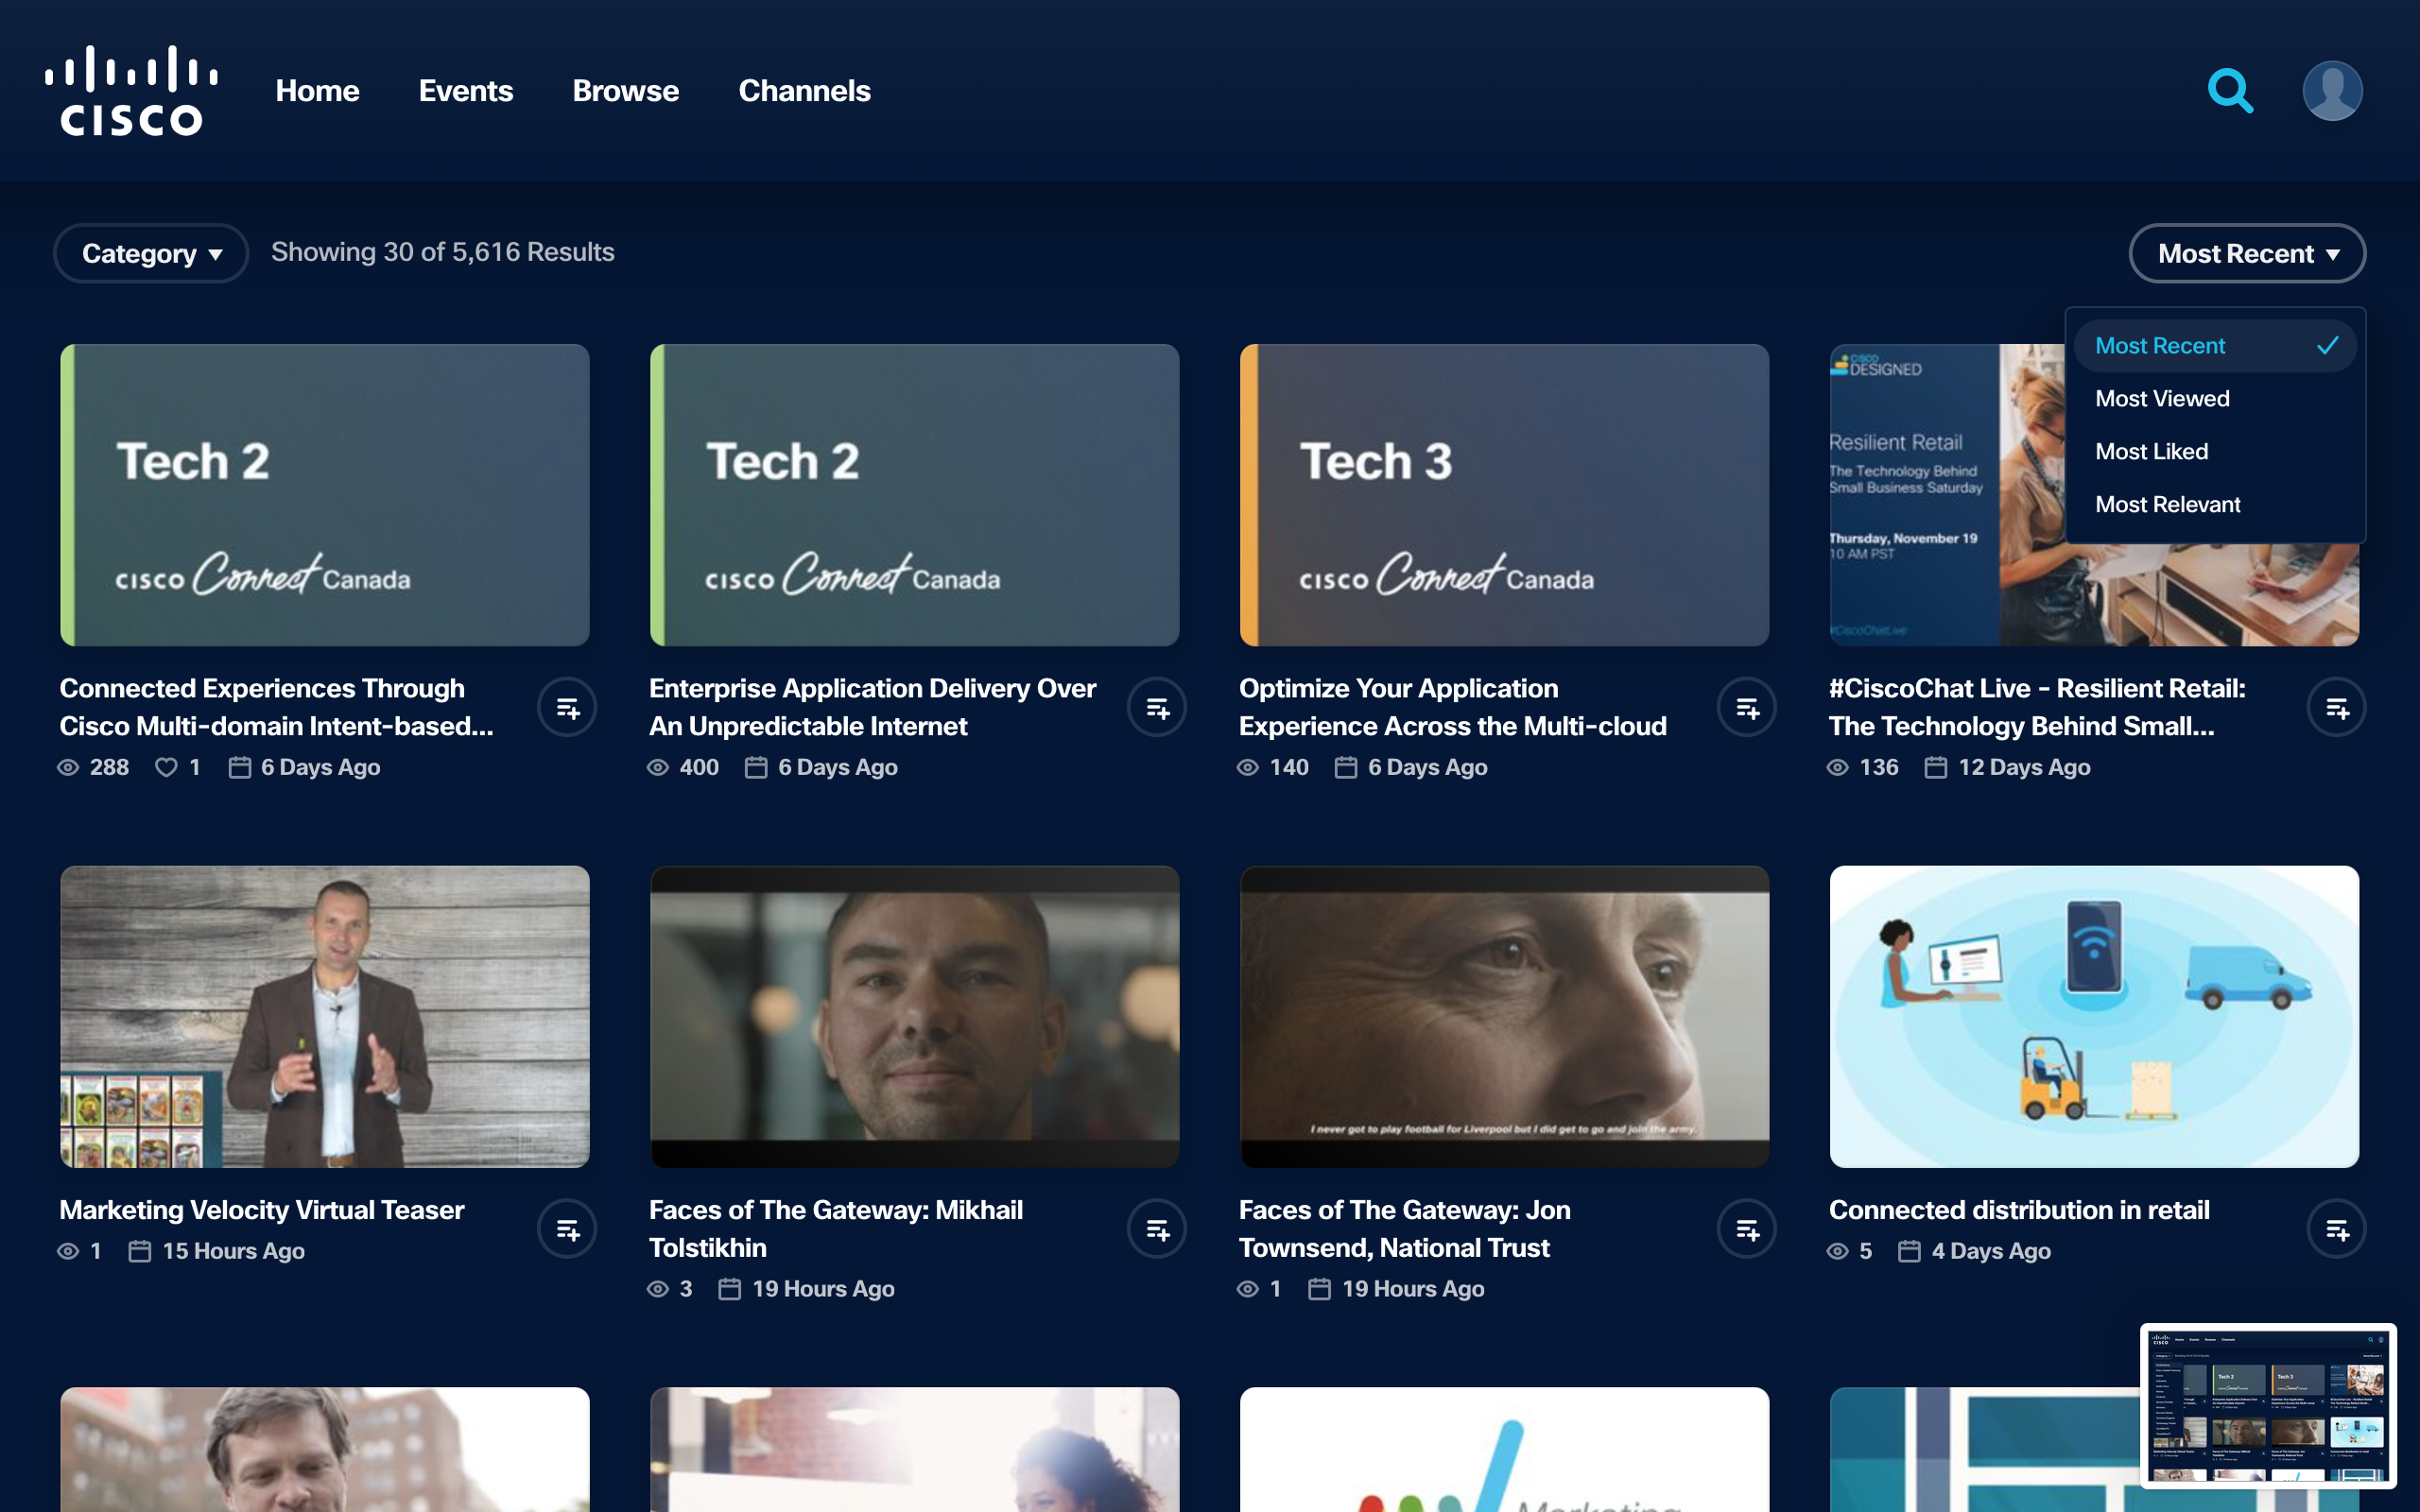 CISCO
Home
Events
Browse
Channels
Category
Showing 30 of 5,616 Results
Most Recent
Most Recent
Most Viewed
Most Liked
Most Relevant
Tech 2
CISCO Connect Canada
Tech 2
CISCO Connect Canada
Tech 3
CISCO Connect Canada
CISCO
DESIGNED
Resilient Retail
The Technology Behind
Small Business Saturday
Thursday, November 19
10 AM PST
#CiscoChatLive
Connected Experiences Through
Cisco Multi-domain Intent-based...
288 1 6 Days Ago
Enterprise Application Delivery Over
An Unpredictable Internet
400 6 Days Ago
Optimize Your Application
Experience Across the Multi-cloud
140 6 Days Ago
#CiscoChat Live - Resilient Retail:
The Technology Behind Small...
136 12 Days Ago
I never got to play football for Liverpool but I did get to go and join the army.
Marketing Velocity Virtual Teaser
1 15 Hours Ago
Faces of The Gateway: Mikhail
Tolstikhin
3 19 Hours Ago
Faces of The Gateway: Jon
Townsend, National Trust
1 19 Hours Ago
Connected distribution in retail
5 4 Days Ago
Marketing
Tech 2
Tech 3